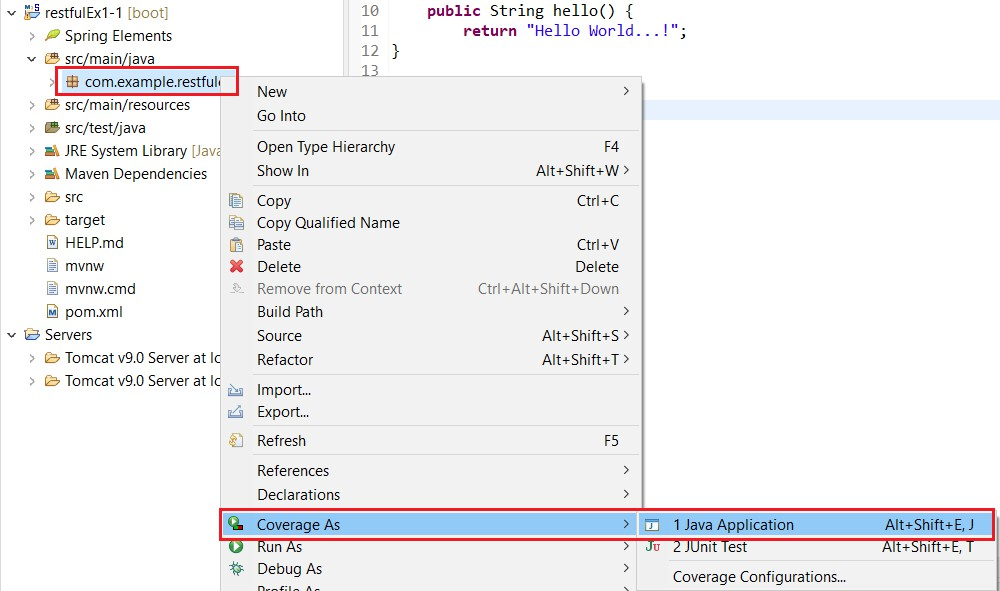 restfulEx1-1 [boot]
Spring Elements
src/main/java
com.example.restfule
src/main/resources
src/test/java
JRE System Library [Java
Maven Dependencies
src
target
HELP.md
mvnw
mvnw.cmd
pom.xml
Servers
Tomcat v9.0 Server at lo
Tomcat v9.0 Server at lo
10 public String hello() {
11 return "Hello World...!";
12 }
13
New
Go Into
Open Type Hierarchy F4
Show In Alt+Shift+W
Copy Ctrl+C
Copy Qualified Name
Paste Ctrl+V
Delete Delete
Remove from Context Ctrl+Alt+Shift+Down
Build Path
Source Alt+Shift+S
Refactor Alt+Shift+T
Import...
Export...
Refresh F5
References
Declarations
Coverage As
Run As
Debug As
Profile As
1 Java Application Alt+Shift+E, J
2 JUnit Test Alt+Shift+E, T
Coverage Configurations...